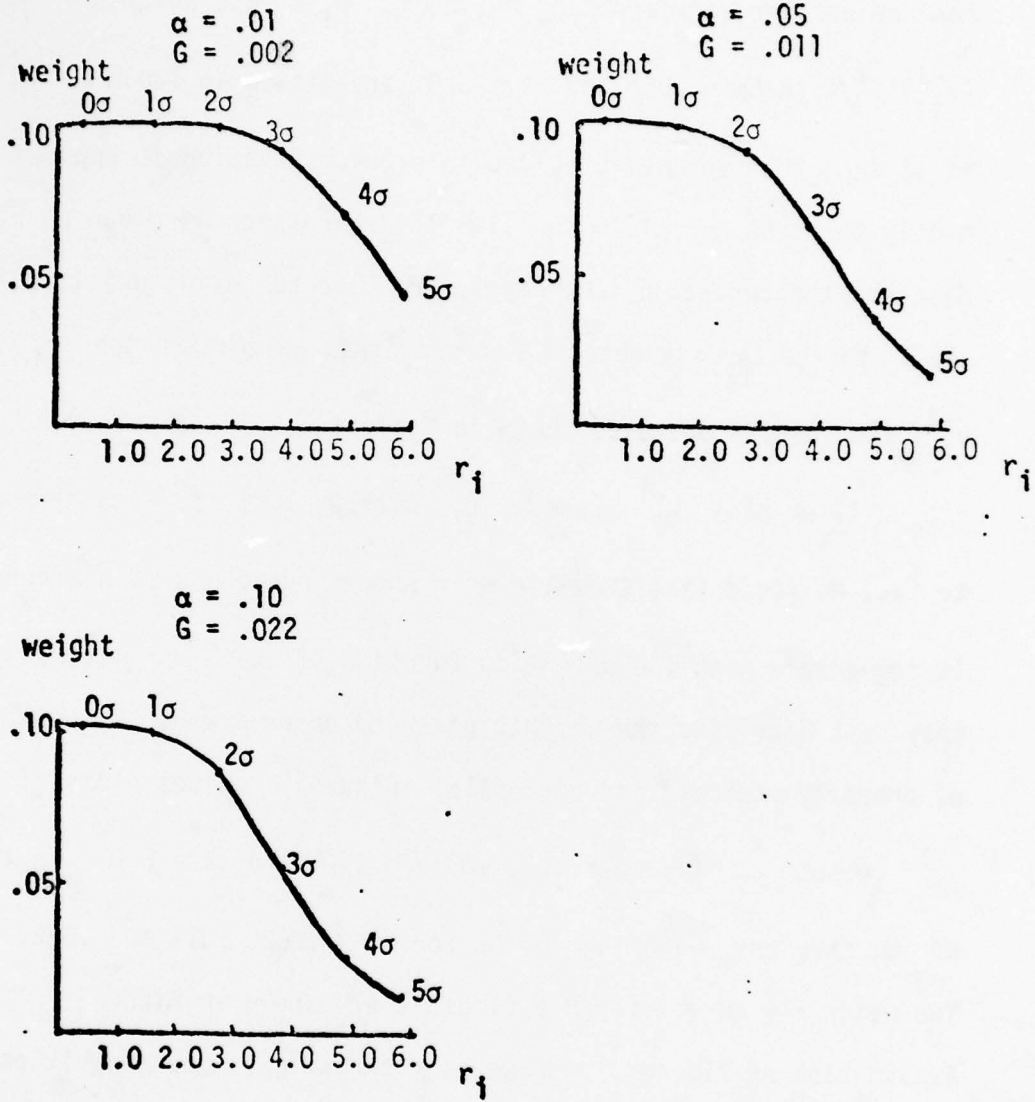 α = .01
G = .002
weight
0σ 1σ 2σ
3σ
4σ
5σ
.10
.05
1.0 2.0 3.0 4.0 5.0 6.0
r_i
α = .05
G = .011
weight
0σ 1σ
2σ
3σ
4σ
5σ
.10
.05
1.0 2.0 3.0 4.0 5.0 6.0
r_i
α = .10
G = .022
weight
0σ 1σ
2σ
3σ
4σ
5σ
.10
.05
1.0 2.0 3.0 4.0 5.0 6.0
r_i